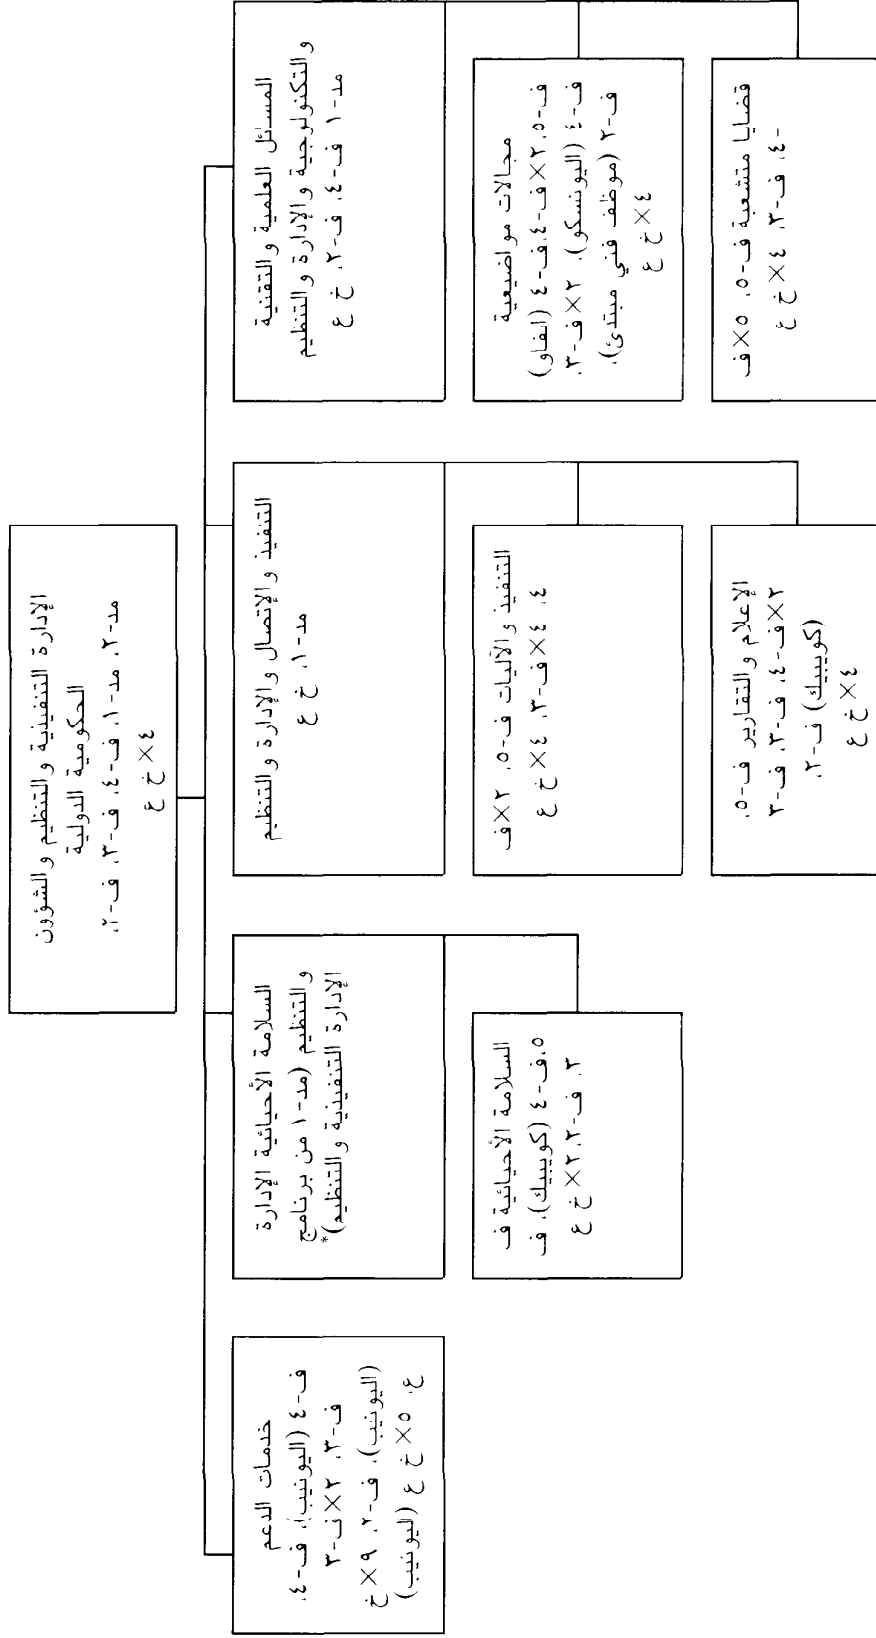 الإدارة التنفيذية والتنظيم والشؤون
الحكومية الدولية
مد-٢، مد-١، ف-٤، ف-٣، ف-٢،
٤×خ ع
المسائل العلمية والتقنية
والتكنولوجية والإدارة والتنظيم
مد-١ ف-٤، ف-٢، خ ع
مجالات مواضيعية
ف-٢،٥×ف-٤،ف-٤ (الفاو)
ف-٤ (اليونسكو)، ٢×ف-٣،
ف-٢ (موظف فني مبتدئ)،
٤×خ ع
قضايا متشعبة ف-٥، ٥×ف
-٤، ف-٣، ٤×خ ع
التنفيذ والإتصال والإدارة والتنظيم
مد-١، خ ع
التنفيذ والآليات ف-٥، ٢×ف
٤، ٤×ف-٣، ٤×خ ع
الإعلام والتقارير ف-٥،
٢×ف-٤، ف-٣، ف-٣
(كويبيك) ف-٢،
٤×خ ع
السلامة الأحيائية الإدارة
والتنظيم (مد-١ من برنامج
الإدارة التنفيذية والتنظيم)*
السلامة الأحيائية ف
٥،ف-٤ (كويبيك)، ف
٣، ف-٢،٢×خ ع
خدمات الدعم
ف-٤ (اليونيب)، ف-٤،
ف-٣، ٢×ف-٣
(اليونيب)، ف-٢، ٩×خ
ع، ٥×خ ع (اليونيب)